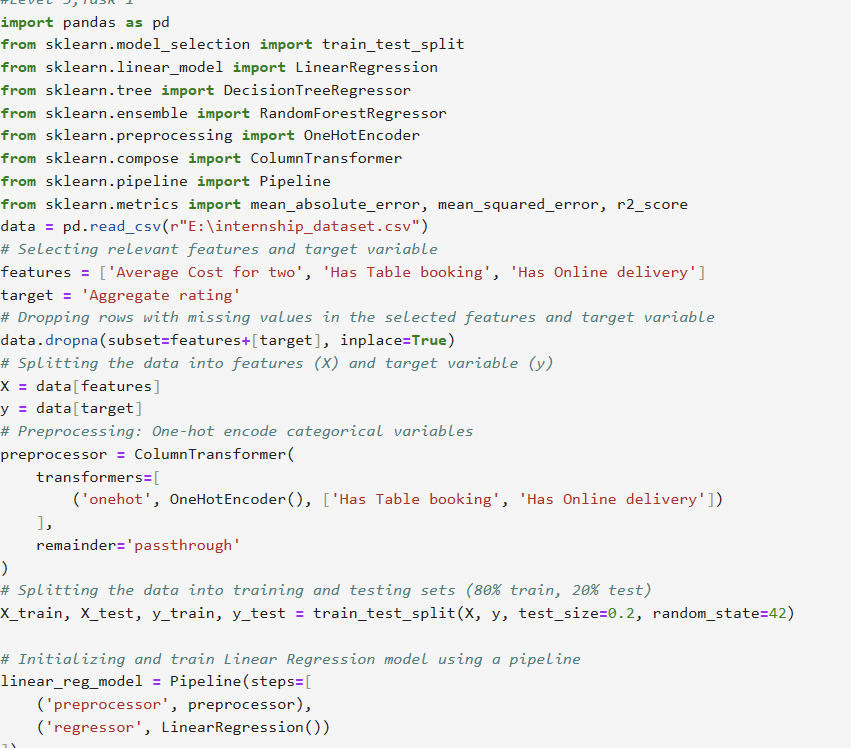 #Level 3,Task 1
import pandas as pd
from sklearn.model_selection import train_test_split
from sklearn.linear_model import LinearRegression
from sklearn.tree import DecisionTreeRegressor
from sklearn.ensemble import RandomForestRegressor
from sklearn.preprocessing import OneHotEncoder
from sklearn.compose import ColumnTransformer
from sklearn.pipeline import Pipeline
from sklearn.metrics import mean_absolute_error, mean_squared_error, r2_score
data = pd.read_csv(r"E:\internship_dataset.csv")
# Selecting relevant features and target variable
features = ['Average Cost for two', 'Has Table booking', 'Has Online delivery']
target = 'Aggregate rating'
# Dropping rows with missing values in the selected features and target variable
data.dropna(subset=features+[target], inplace=True)
# Splitting the data into features (X) and target variable (y)
X = data[features]
y = data[target]
# Preprocessing: One-hot encode categorical variables
preprocessor = ColumnTransformer(
    transformers=[
        ('onehot', OneHotEncoder(), ['Has Table booking', 'Has Online delivery'])
    ],
    remainder='passthrough'
)
# Splitting the data into training and testing sets (80% train, 20% test)
X_train, X_test, y_train, y_test = train_test_split(X, y, test_size=0.2, random_state=42)

# Initializing and train Linear Regression model using a pipeline
linear_reg_model = Pipeline(steps=[
    ('preprocessor', preprocessor),
    ('regressor', LinearRegression())
])